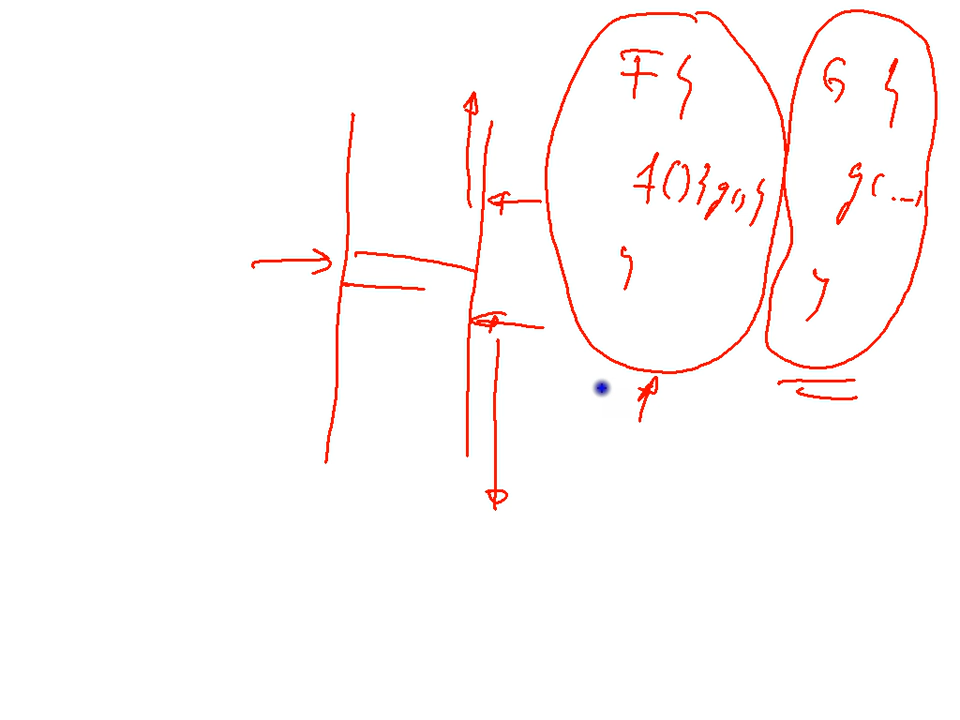 F {
f(){g()}
}
G {
g(...)
}